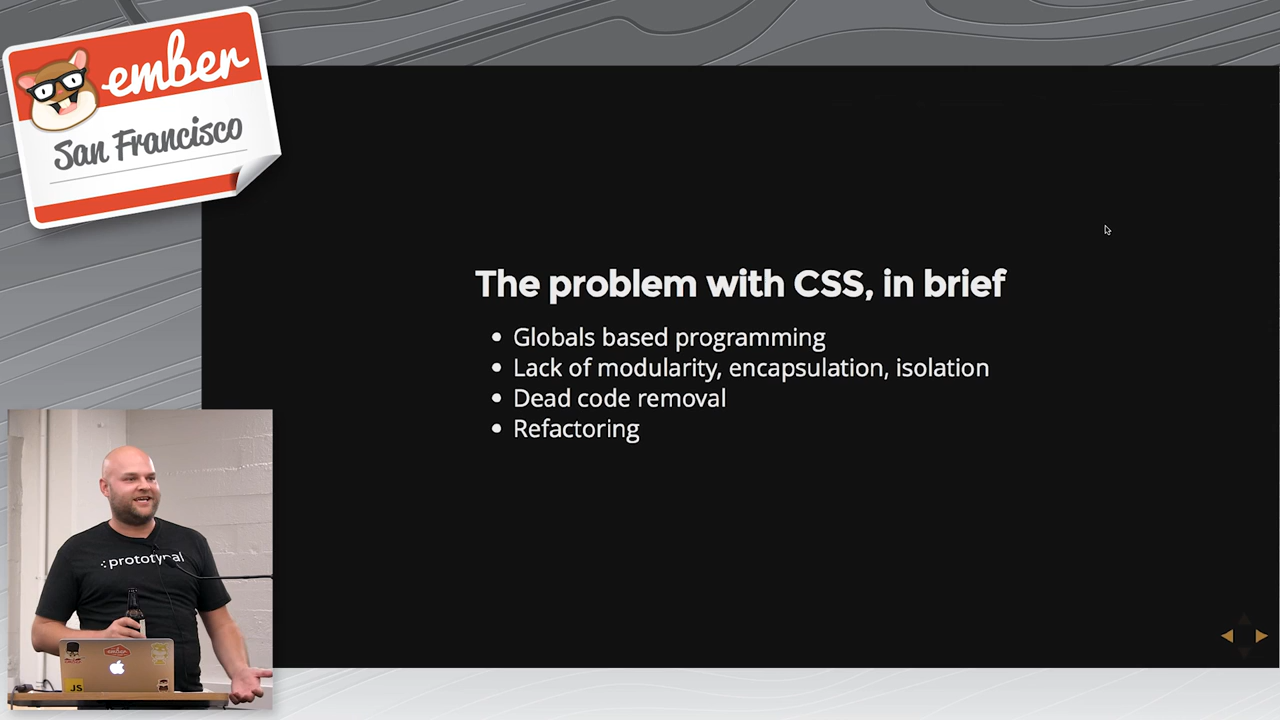 ember
San Francisco
The problem with CSS, in brief
• Globals based programming
• Lack of modularity, encapsulation, isolation
• Dead code removal
• Refactoring
prototypal
JS